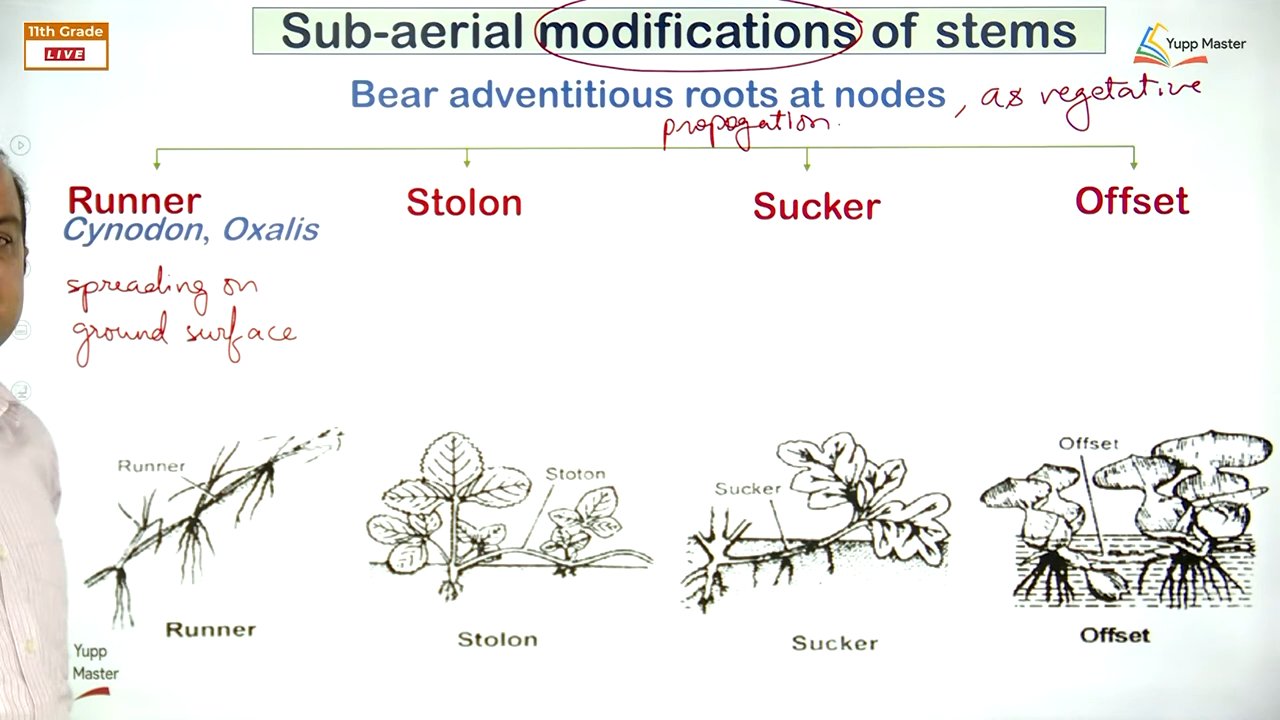 11th Grade
LIVE
Sub-aerial modifications of stems
Yupp Master
Bear adventitious roots at nodes, as vegetative
propogation.
Runner
Stolon
Sucker
Offset
Cynodon, Oxalis
spreading on
ground surface
Runner
Stoton
Sucker
Offset
Runner
Stolon
Sucker
Offset
Yupp
Master